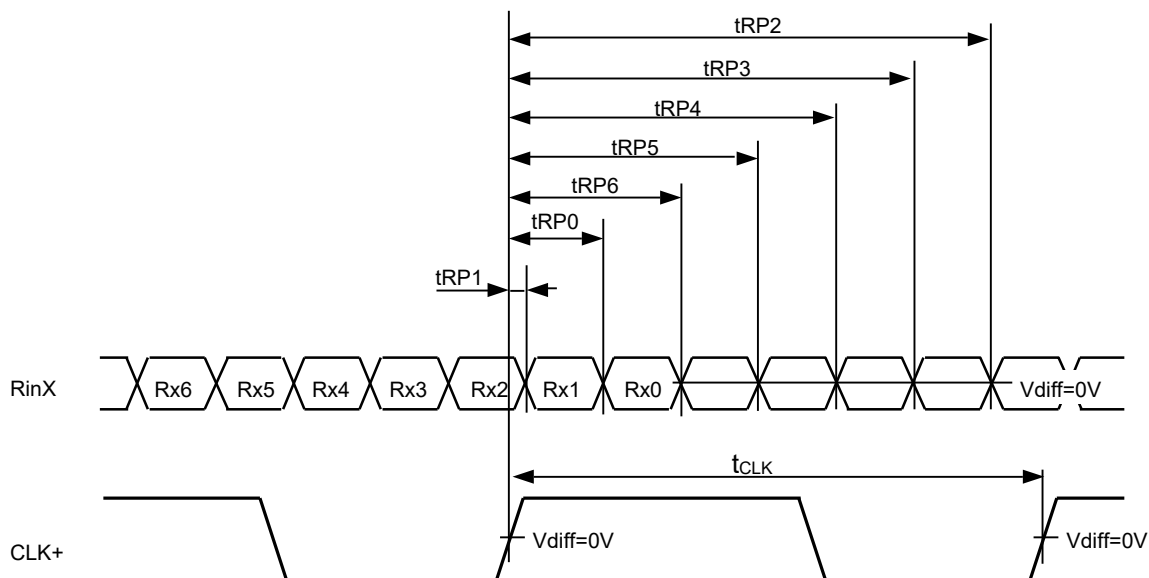 tRP2
tRP3
tRP4
tRP5
tRP6
tRP0
tRP1
RinX Rx6 Rx5 Rx4 Rx3 Rx2 Rx1 Rx0 Vdiff=0V
tCLK
CLK+ Vdiff=0V Vdiff=0V